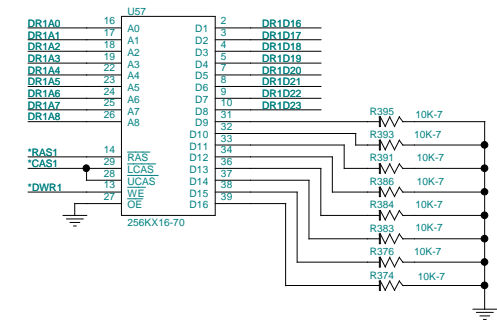 U57
DR1A0 16 A0 D1 2 DR1D16
DR1A1 17 A1 D2 3 DR1D17
DR1A2 18 A2 D3 4 DR1D18
DR1A3 19 A3 D4 5 DR1D19
DR1A4 22 A4 D5 7 DR1D20
DR1A5 23 A5 D6 8 DR1D21
DR1A6 24 A6 D7 9 DR1D22
DR1A7 25 A7 D8 10 DR1D23
DR1A8 26 A8 D9 31 R395 10K-7
D10 32 R393 10K-7
D11 33 R391 10K-7
*RAS1 14 RAS D12 34 R386 10K-7
*CAS1 29 LCAS D13 36 R384 10K-7
28 UCAS D14 37 R383 10K-7
*DWR1 13 WE D15 38 R376 10K-7
27 OE D16 39 R374 10K-7
256KX16-70